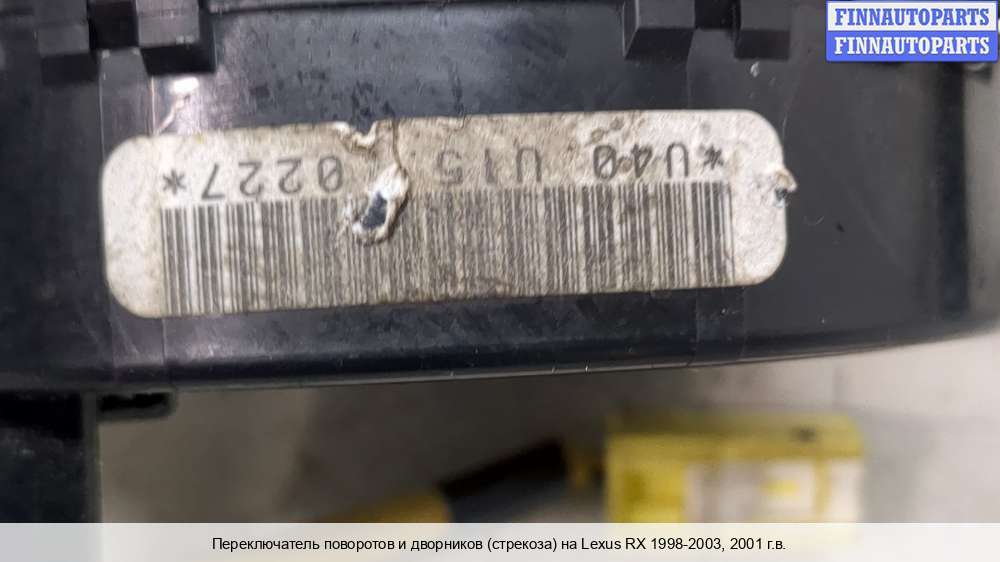 FINNAUTOPARTS
FINNAUTOPARTS
*U40 U15 0227*
Переключатель поворотов и дворников (стрекоза) на Lexus RX 1998-2003, 2001 г.в.